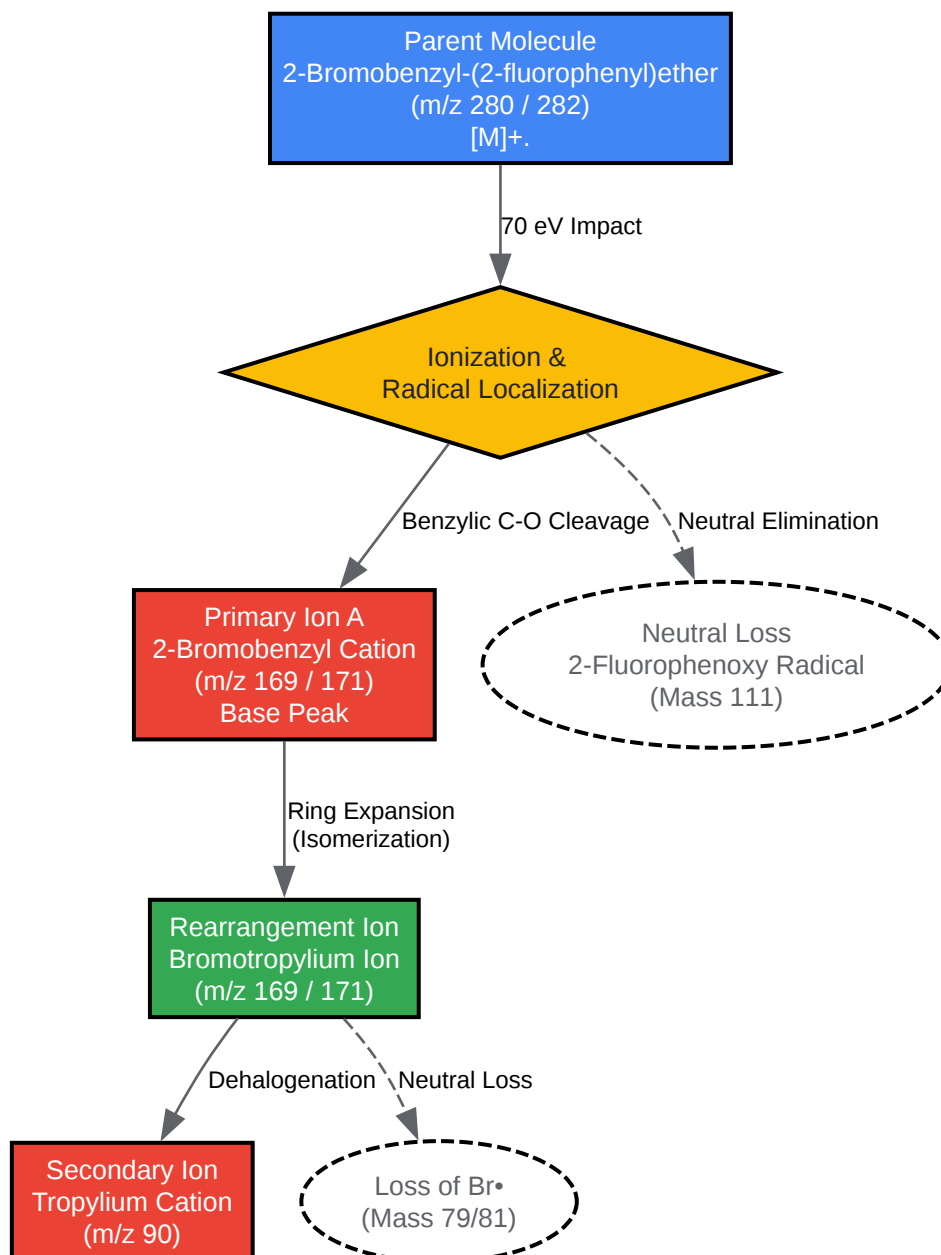 Parent Molecule
2-Bromobenzyl-(2-fluorophenyl)ether
(m/z 280 / 282)
[M]+.
70 eV Impact
Ionization &
Radical Localization
Benzylic C-O Cleavage
Neutral Elimination
Primary Ion A
2-Bromobenzyl Cation
(m/z 169 / 171)
Base Peak
Neutral Loss
2-Fluorophenoxy Radical
(Mass 111)
Ring Expansion
(Isomerization)
Rearrangement Ion
Bromotropylium Ion
(m/z 169 / 171)
Dehalogenation
Neutral Loss
Secondary Ion
Tropylium Cation
(m/z 90)
Loss of Br•
(Mass 79/81)